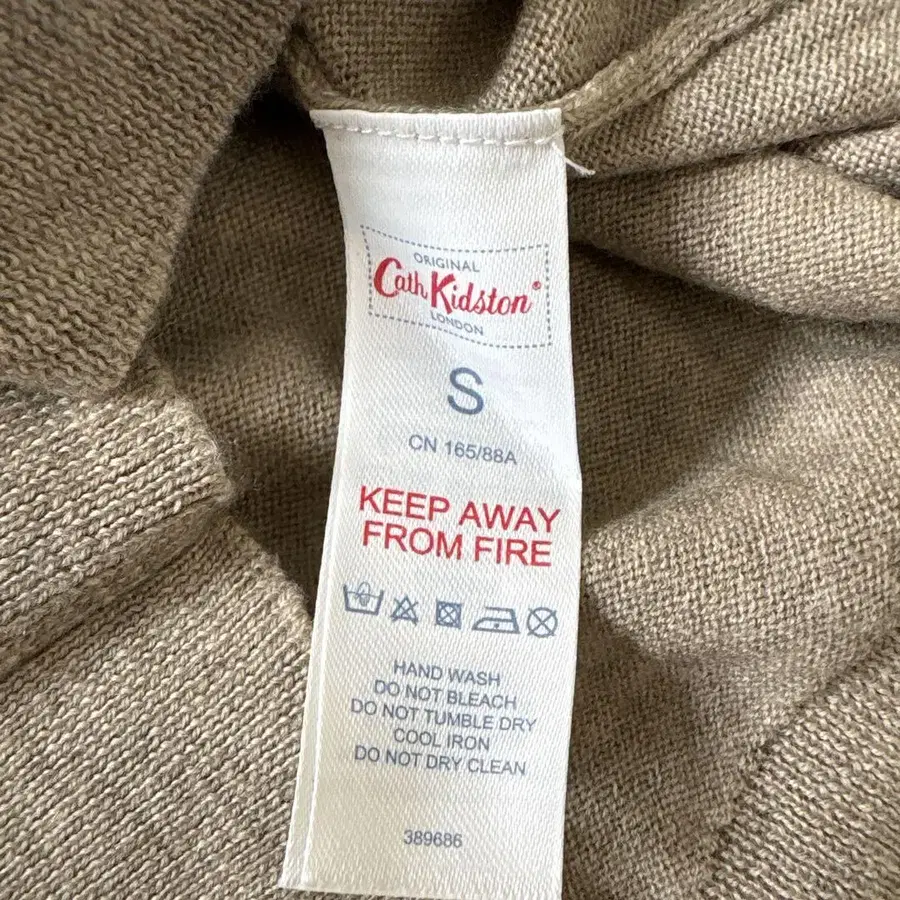 ORIGINAL
Cath Kidston®
LONDON
S
CN 165/88A
KEEP AWAY
FROM FIRE
HAND WASH
DO NOT BLEACH
DO NOT TUMBLE DRY
COOL IRON
DO NOT DRY CLEAN
389686